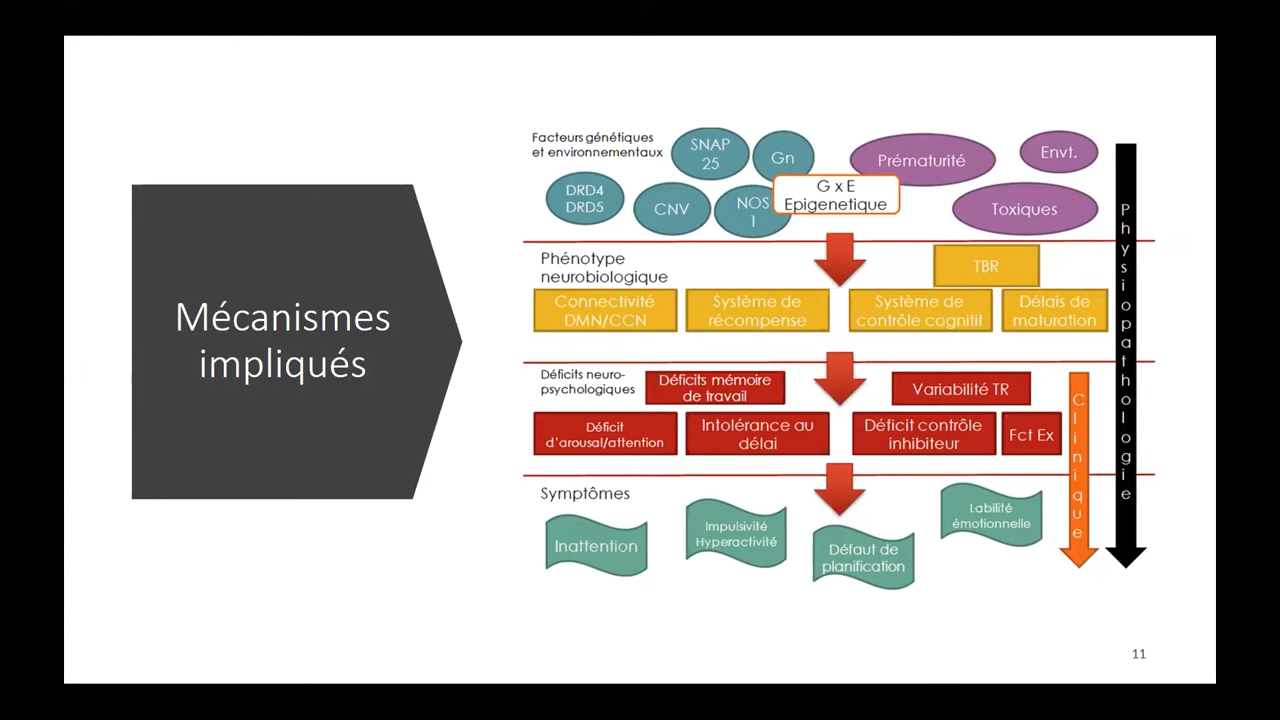 Mécanismes
impliqués
Facteurs génétiques
et environnementaux
SNAP
25
Gn
Prématurité
Envt.
DRD4
DRD5
CNV
NOS
1
G x E
Epigenetique
Toxiques
Phénotype
neurobiologique
TBR
Connectivité
DMN/CCN
Système de
récompense
Système de
contrôle cognitif
Délais de
maturation
Déficits neuro-
psychologiques
Déficits mémoire
de travail
Variabilité TR
Déficit
d'arousal/attention
Intolérance au
délai
Déficit contrôle
inhibiteur
Fct Ex
Symptômes
Inattention
Impulsivité
Hyperactivité
Défaut de
planification
Labilité
émotionnelle
Clinique
Physiopathologie
11